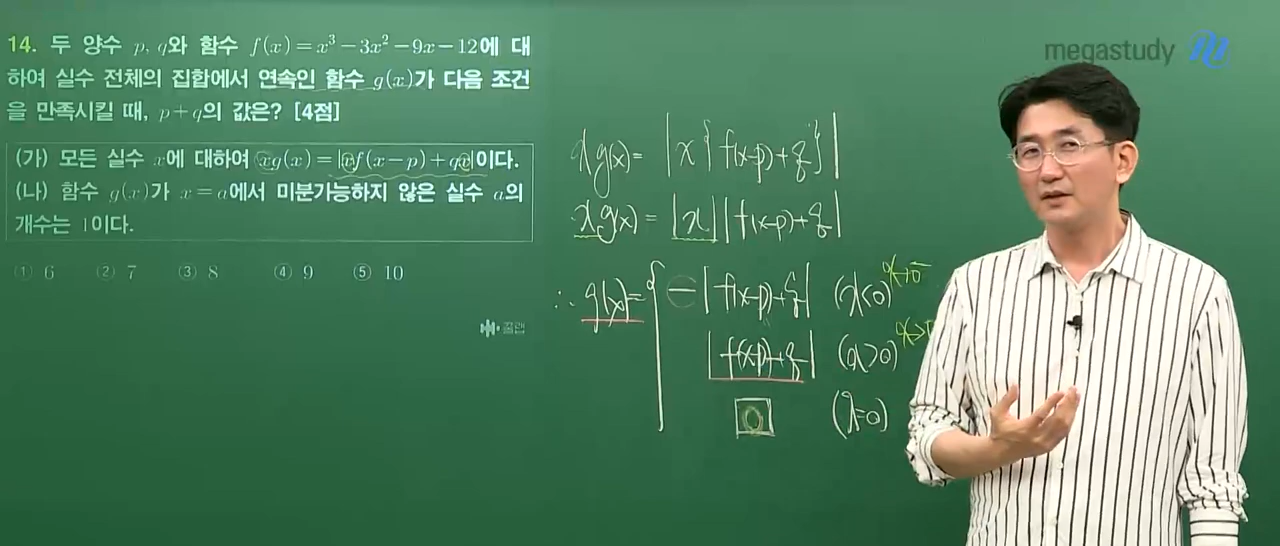 14. 두 양수 p, q와 함수 f(x)=x³-3x²-9x-12에 대
하여 실수 전체의 집합에서 연속인 함수 g(x)가 다음 조건
을 만족시킬 때, p+q의 값은? [4점]
(가) 모든 실수 x에 대하여 xg(x)=|xf(x-p)+qx|이다.
(나) 함수 g(x)가 x=a에서 미분가능하지 않은 실수 a의
개수는 1이다.
① 6 ② 7 ③ 8 ④ 9 ⑤ 10
megastudy
xg(x)= |x{f(x-p)+q}|
xg(x)= |x||f(x-p)+q|
∴ g(x)= { -|f(x-p)+q| (x<0) x→0-
|f(x-p)+q| (x>0)
0 (x=0)